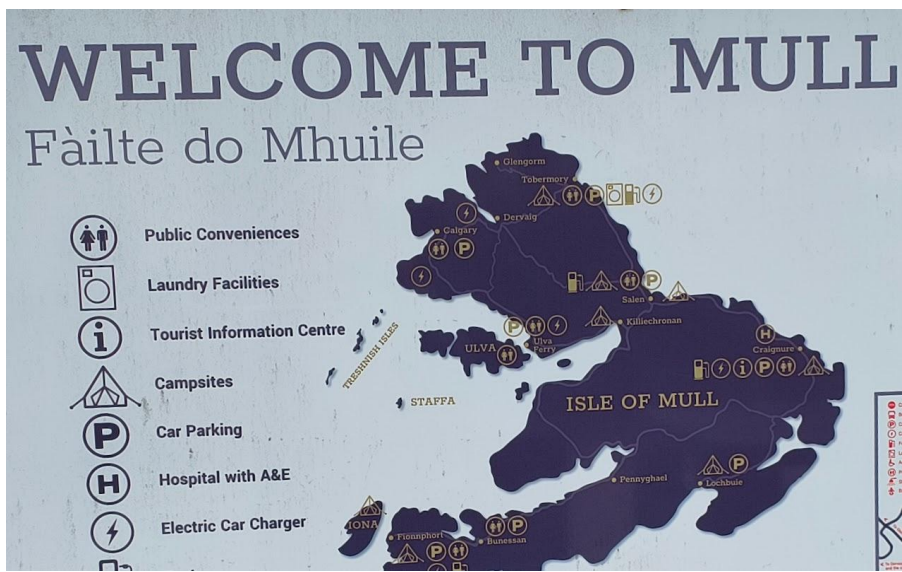 WELCOME TO MULL
Fàilte do Mhuile
Public Conveniences
Laundry Facilities
i Tourist Information Centre
Campsites
P Car Parking
H Hospital with A&E
Electric Car Charger
Glengorm
Tobermory
P
Dervaig
Calgary
P
P
Salen
Killiechronan
TRESHNISH ISLES
P
Ulva
Ferry
ULVA
H
Craignure
i P
STAFFA
ISLE OF MULL
Pennyghael
P
Lochbuie
IONA
Fionnphort
P
P
Bunessan